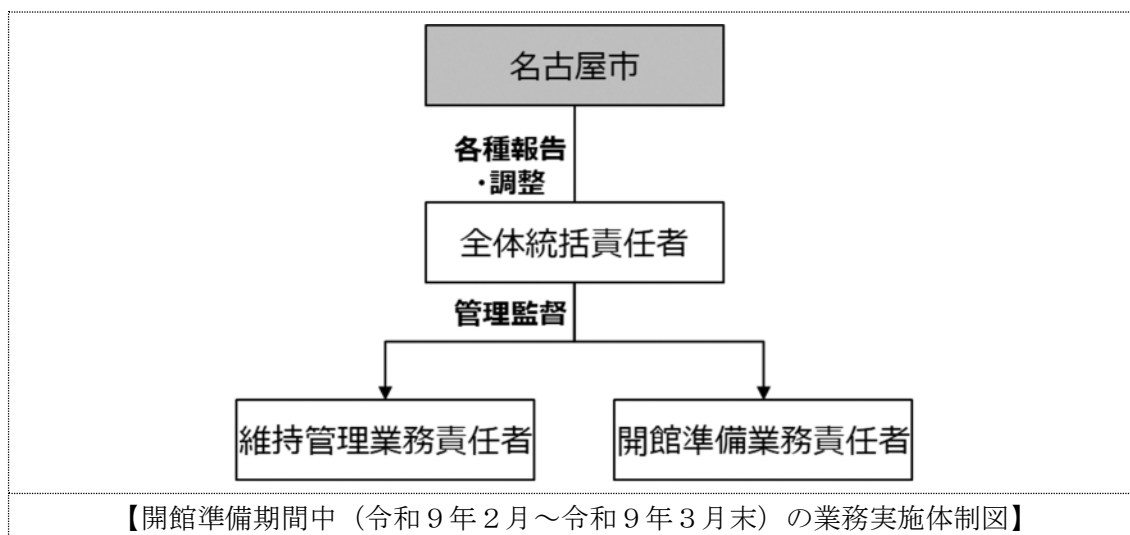 名古屋市
各種報告
・調整
全体統括責任者
管理監督
維持管理業務責任者
開館準備業務責任者
【開館準備期間中（令和９年２月～令和９年３月末）の業務実施体制図】